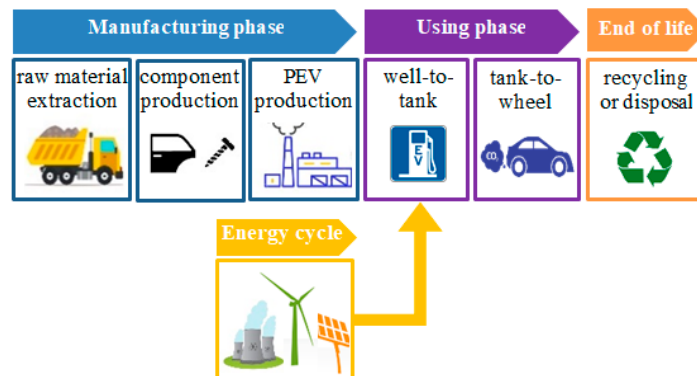 Manufacturing phase
Using phase
End of life
raw material
extraction
component
production
PEV
production
well-to-
tank
tank-to-
wheel
recycling
or disposal
EV
CO₂
Energy cycle